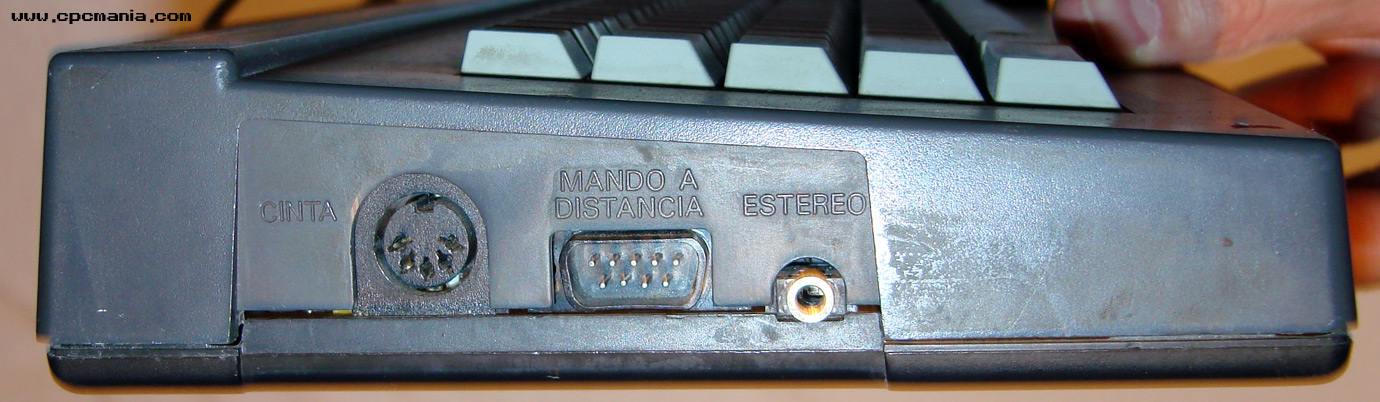 www.cpcmania.com
CINTA
MANDO A
DISTANCIA
ESTEREO